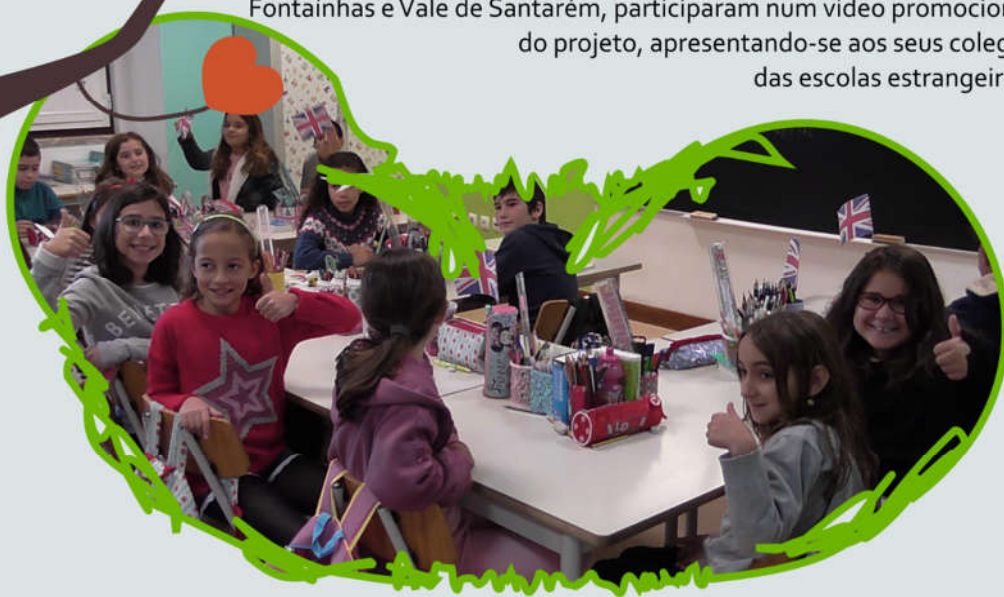 Fontainhas e Vale de Santarém, participaram num vídeo
do projeto, apresentando-se aos seus
das escolas